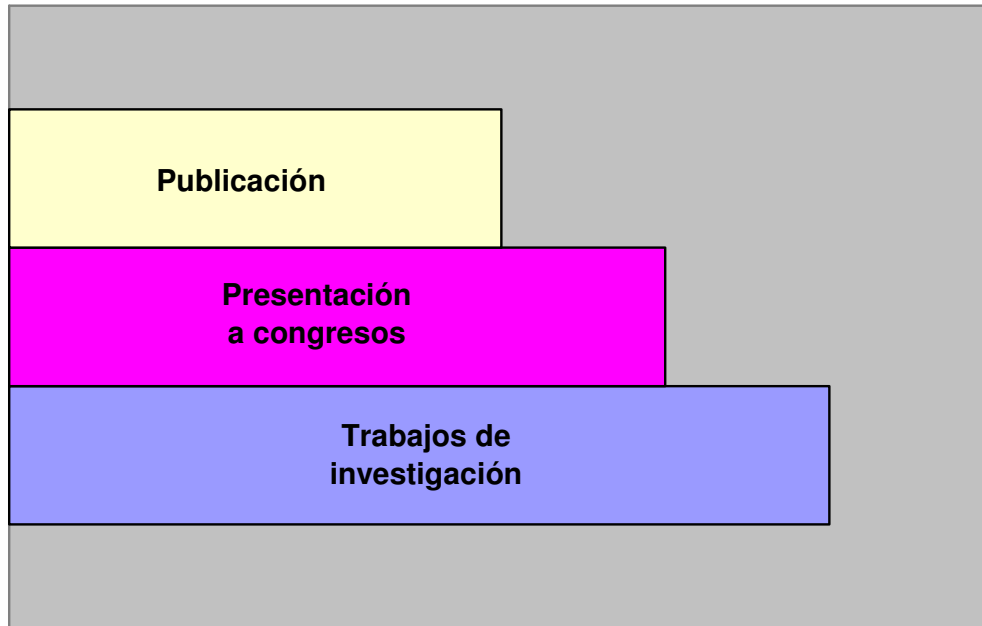 Publicación
Presentación
a congresos
Trabajos de
investigación